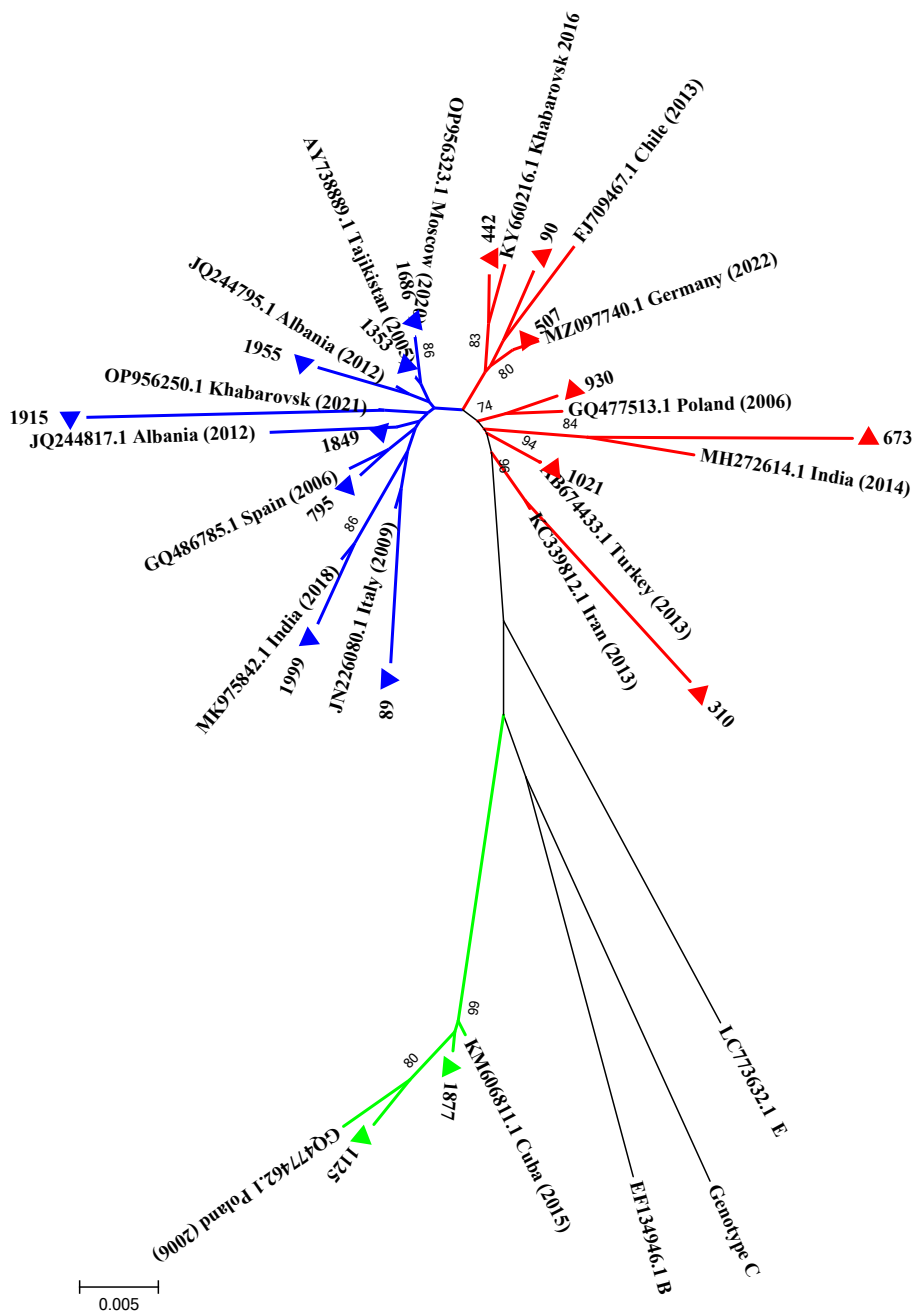 KY660216.1 Khabarovsk 2016
OP956323.1 Moscow (2020)
FJ709467.1 Chile (2013)
AY738889.1 Tajikistan (2005)
442
90
MZ097740.1 Germany (2022)
JQ244795.1 Albania (2012)
1686
1353
507
86
83
80
1955
OP956250.1 Khabarovsk (2021)
930
74
GQ477513.1 Poland (2006)
1915
84
JQ244817.1 Albania (2012)
1849
673
94
MH272614.1 India (2014)
96
1021
AB674433.1 Turkey (2013)
GQ486785.1 Spain (2006)
795
86
KC339812.1 Iran (2013)
MK975842.1 India (2018)
JN226080.1 Italy (2009)
1999
68
310
99
80
KM606811.1 Cuba (2015)
1877
LC773632.1 E
GQ477462.1 Poland (2006)
1125
EF134946.1 B
Genotype C
0.005